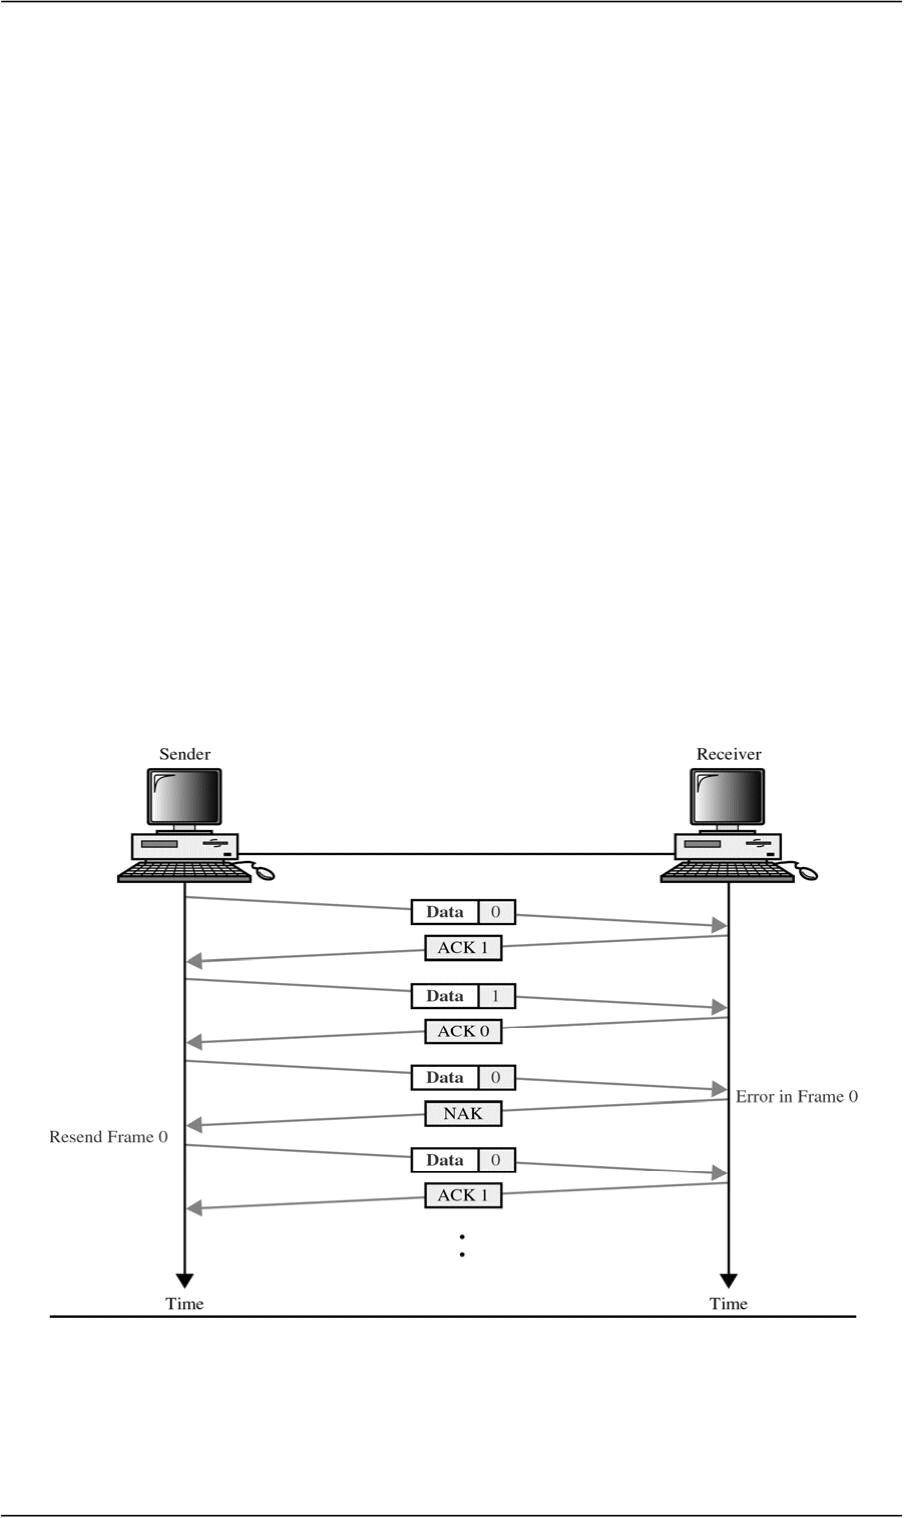 Sender Receiver
Data 0
ACK 1
Data 1
ACK 0
Data 0
Error in Frame 0
NAK
Resend Frame 0
Data 0
ACK 1
Time Time